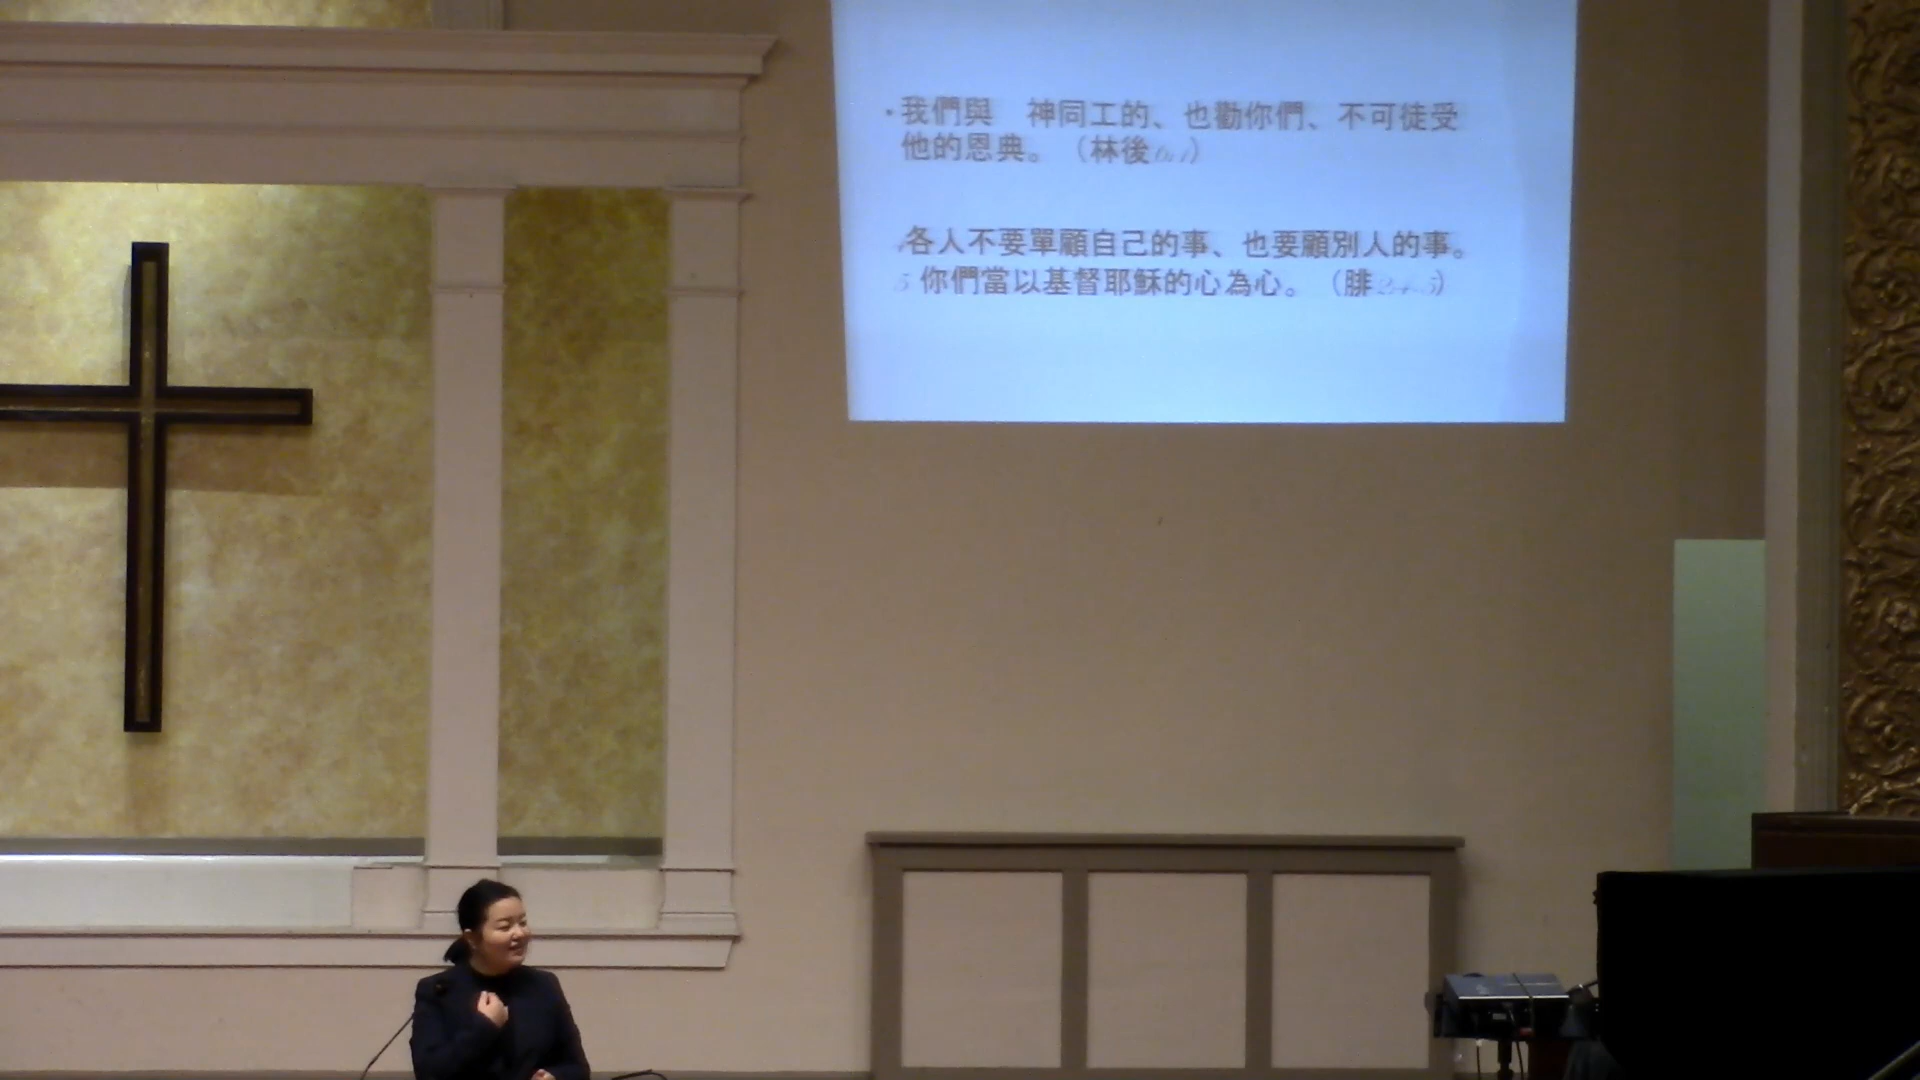 ·我們與　神同工的、也勸你們、不可徒受
他的恩典。（林後6:1）
各人不要單顧自己的事、也要顧別人的事。
5 你們當以基督耶穌的心為心。（腓2:4-5）